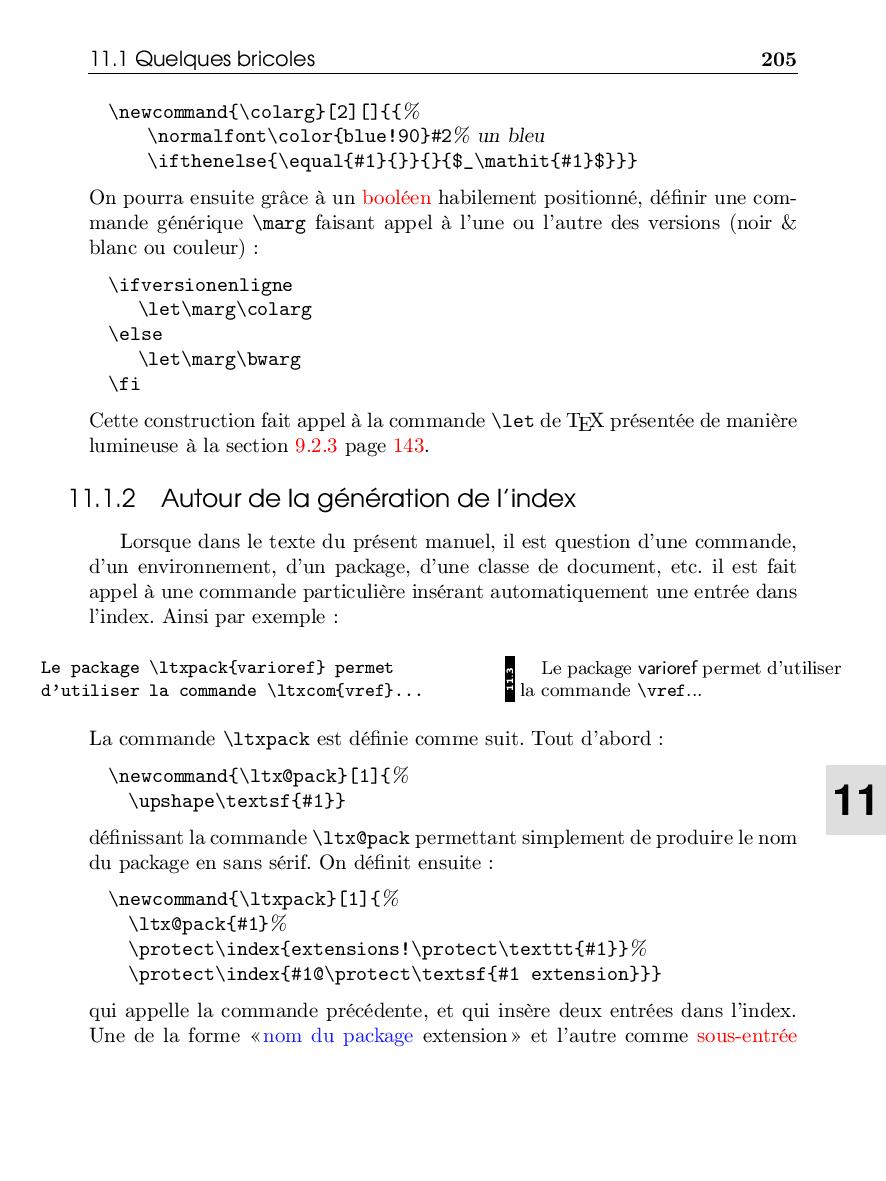 11.1 Quelques bricoles 205
\newcommand{\colarg}[2][]{{%
\normalfont\color{blue!90}#2% un bleu
\ifthenelse{\equal{#1}{}}{}{$_\mathit{#1}$}}}
On pourra ensuite grâce à un booléen habilement positionné, définir une com-
mande générique \marg faisant appel à l'une ou l'autre des versions (noir &
blanc ou couleur) :
\ifversionenligne
\let\marg\colarg
\else
\let\marg\bwarg
\fi
Cette construction fait appel à la commande \let de TEX présentée de manière
lumineuse à la section 9.2.3 page 143.
11.1.2 Autour de la génération de l'index
Lorsque dans le texte du présent manuel, il est question d'une commande,
d'un environnement, d'un package, d'une classe de document, etc. il est fait
appel à une commande particulière insérant automatiquement une entrée dans
l'index. Ainsi par exemple :
Le package \ltxpack{varioref} permet
d'utiliser la commande \ltxcom{vref}...
11.3
Le package varioref permet d'utiliser
la commande \vref...
La commande \ltxpack est définie comme suit. Tout d'abord :
\newcommand{\ltx@pack}[1]{%
\upshape\textsf{#1}}
11
définissant la commande \ltx@pack permettant simplement de produire le nom
du package en sans sérif. On définit ensuite :
\newcommand{\ltxpack}[1]{%
\ltx@pack{#1}%
\protect\index{extensions!\protect\texttt{#1}}%
\protect\index{#1@\protect\textsf{#1 extension}}}
qui appelle la commande précédente, et qui insère deux entrées dans l'index.
Une de la forme «nom du package extension» et l'autre comme sous-entrée